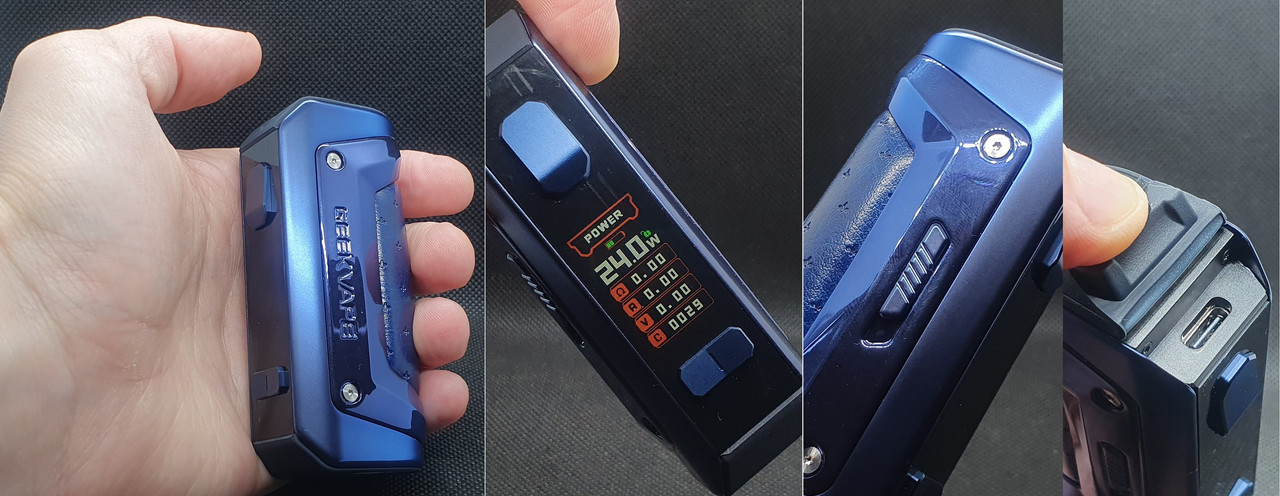 GEEKVAPE
POWER
24.0W
Ω 0.00
A 0.00
V 0.00
C 0029